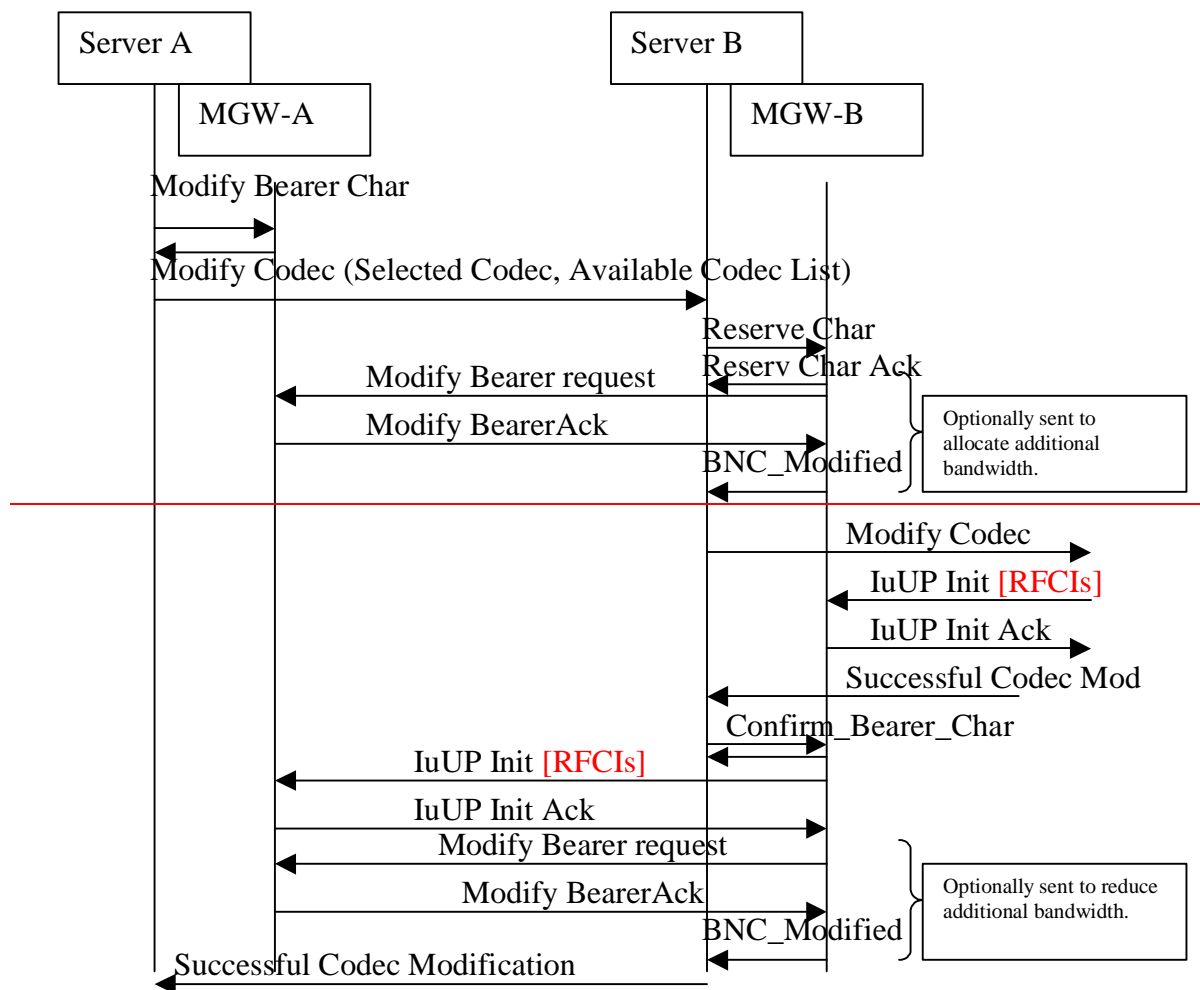 Server A
Server B
MGW-A
MGW-B
Modify Bearer Char
Modify Codec (Selected Codec, Available Codec List)
Reserve Char
Reserv Char Ack
Modify Bearer request
Modify BearerAck
Optionally sent to
allocate additional
bandwidth.
BNC_Modified
Modify Codec
IuUP Init [RFCIs]
IuUP Init Ack
Successful Codec Mod
Confirm_Bearer_Char
IuUP Init [RFCIs]
IuUP Init Ack
Modify Bearer request
Modify BearerAck
Optionally sent to reduce
additional bandwidth.
BNC_Modified
Successful Codec Modification